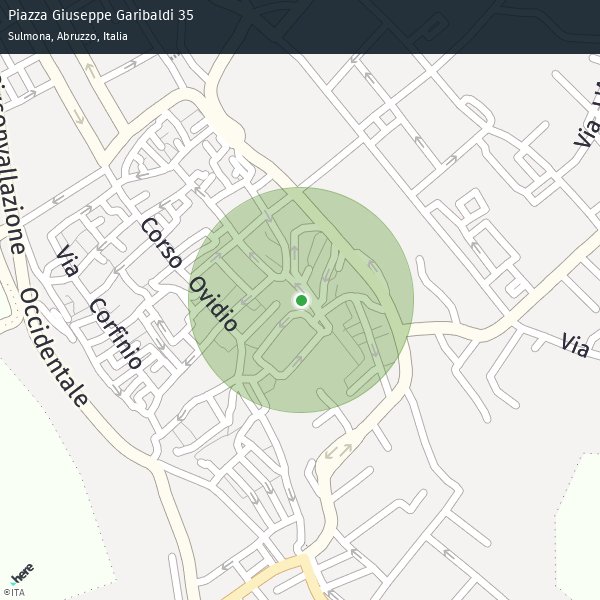 Piazza Giuseppe Garibaldi 35
Sulmona, Abruzzo, Italia
Via
Circonvallazione
Occidentale
Corso Ovidio
Via Corfinio
Via
here
©ITA